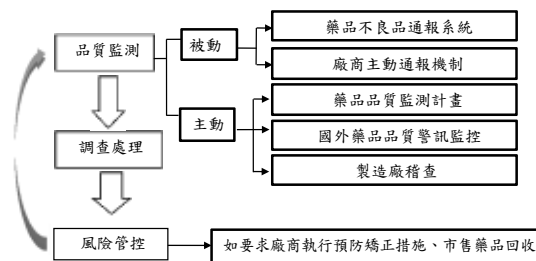 品質監測
被動
藥品不良品通報系統
廠商主動通報機制
主動
藥品品質監測計畫
國外藥品品質警訊監控
製造廠稽查
調查處理
風險管控
如要求廠商執行預防矯正措施、市售藥品回收